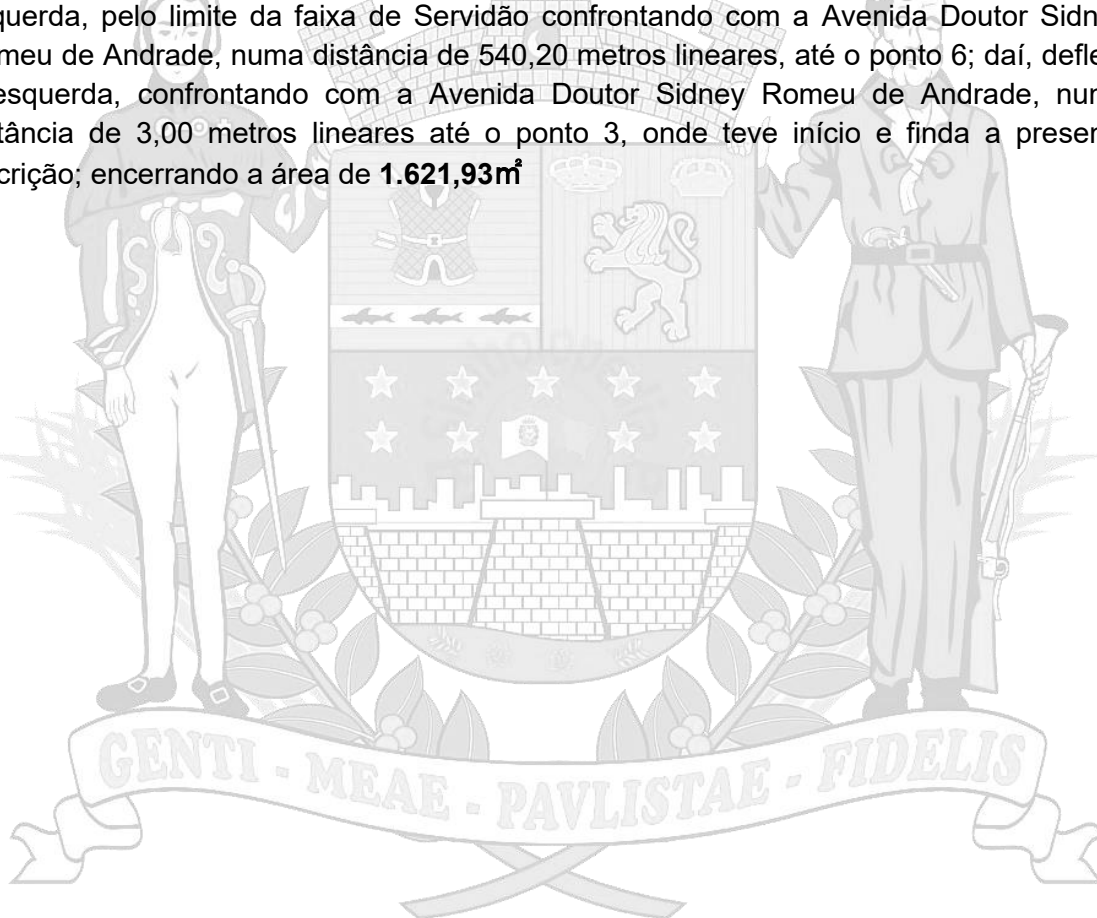 querda, pelo limite da faixa de Servidão confrontando com a Avenida Doutor Sidn
meu de Andrade, numa distância de 540,20 metros lineares, até o ponto 6; daí, defle
esquerda, confrontando com a Avenida Doutor Sidney Romeu de Andrade, nun
tância de 3,00 metros lineares até o ponto 3, onde teve início e finda a presen
crição; encerrando a área de 1.621,93㎡
GENTI - MEAE - PAVLISTAE - FIDELIS